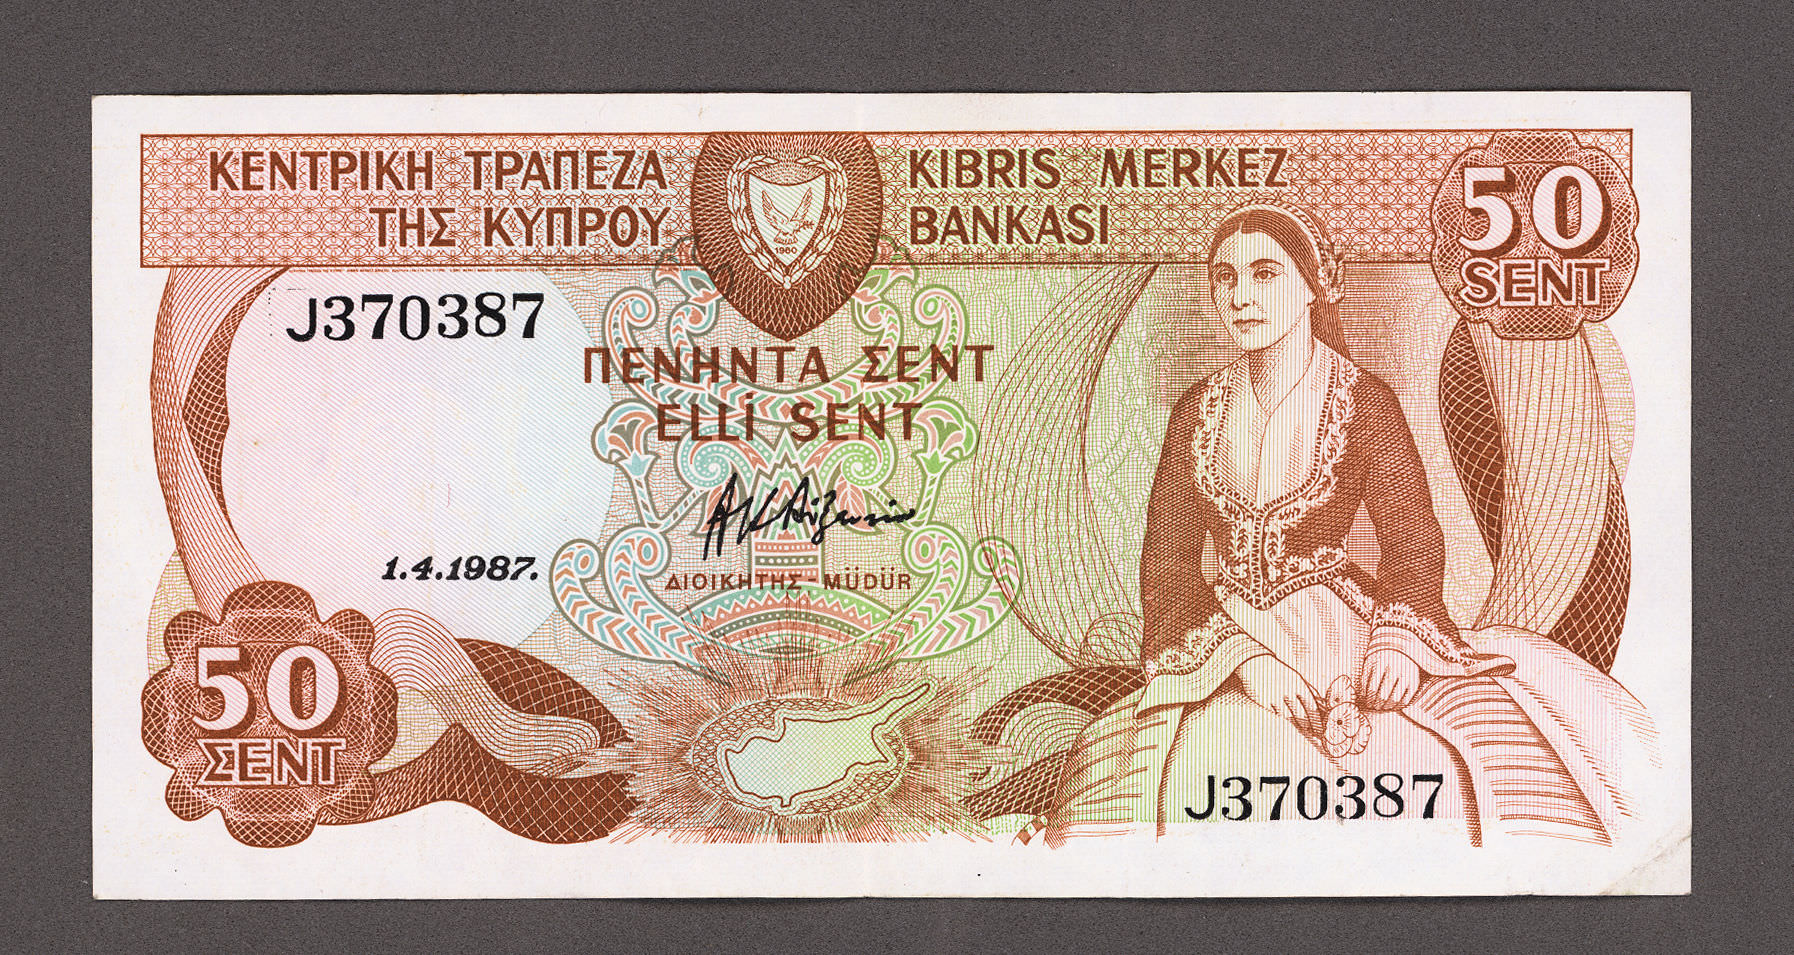 ΚΕΝΤΡΙΚΗ ΤΡΑΠΕΖΑ
ΤΗΣ ΚΥΠΡΟΥ
KIBRIS MERKEZ
BANKASI
1960
50
SENT
J370387
ΠΕΝΗΝΤΑ ΣΕΝΤ
ELLİ SENT
1.4.1987.
ΔΙΟΙΚΗΤΗΣ - MÜDÜR
50
ΣΕΝΤ
J370387